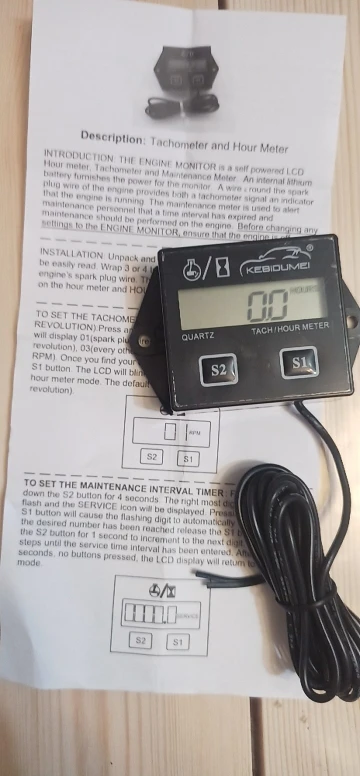 Description: Tachometer and Hour Meter
INTRODUCTION: THE ENGINE MONITOR is a self powered LCD
Hour meter, Tachometer and Maintenance Meter. An internal lithium
battery furnishes the power for the monitor. A wire round the spark
plug wire of the engine provides both a tachometer signal an indicator
that the engine is running. The maintenance meter is used to alert
maintenance personnel that a time interval has expired and
maintenance should be performed on the engine. Before changing any
settings to the ENGINE MONITOR, ensure that the engine is off
INSTALLATION: Unpack and
be easily read. Wrap 3 or 4
engine's spark plug wire. Th
on the hour meter and HO
KEBIDUMEI ®
0.0 HOURS
QUARTZ TACH/HOUR METER
S2 S1
TO SET THE TACHOME
REVOLUTION):Press an
will display 01(spark plug
revolution), 03(every othe
RPM). Once you find your
S1 button. The LCD will blin
hour meter mode. The defaul
revolution).
RPM
S2 S1
TO SET THE MAINTENANCE INTERVAL TIMER:
down the S2 button for 4 seconds. The right most dig
flash and the SERVICE icon will be displayed. Press
S1 button will cause the flashing digit to automatically
the desired number has been reached release the S1 b
the S2 button for 1 second to increment to the next digit
steps until the service time interval has been entered. Aft
seconds, no buttons pressed, the LCD display will return to
mode.
SERVICE
S2 S1